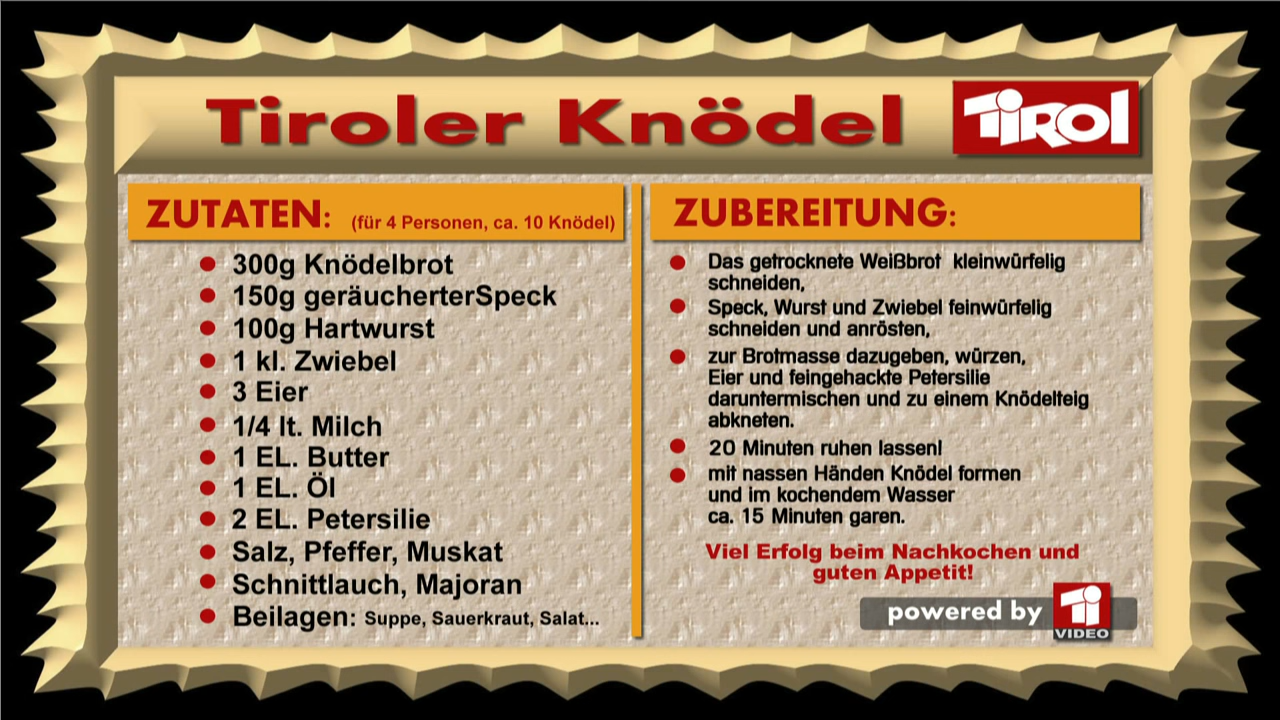 Tiroler Knödel
TIROL
ZUTATEN: (für 4 Personen, ca. 10 Knödel)
300g Knödelbrot
150g geräucherterSpeck
100g Hartwurst
1 kl. Zwiebel
3 Eier
1/4 lt. Milch
1 EL. Butter
1 EL. Öl
2 EL. Petersilie
Salz, Pfeffer, Muskat
Schnittlauch, Majoran
Beilagen: Suppe, Sauerkraut, Salat...
ZUBEREITUNG:
Das getrocknete Weißbrot kleinwürfelig
schneiden,
Speck, Wurst und Zwiebel feinwürfelig
schneiden und anrösten,
zur Brotmasse dazugeben, würzen,
Eier und feingehackte Petersilie
daruntermischen und zu einem Knödelteig
abkneten.
20 Minuten ruhen lassen!
mit nassen Händen Knödel formen
und im kochendem Wasser
ca. 15 Minuten garen.
Viel Erfolg beim Nachkochen und
guten Appetit!
powered by Ti
VIDEO